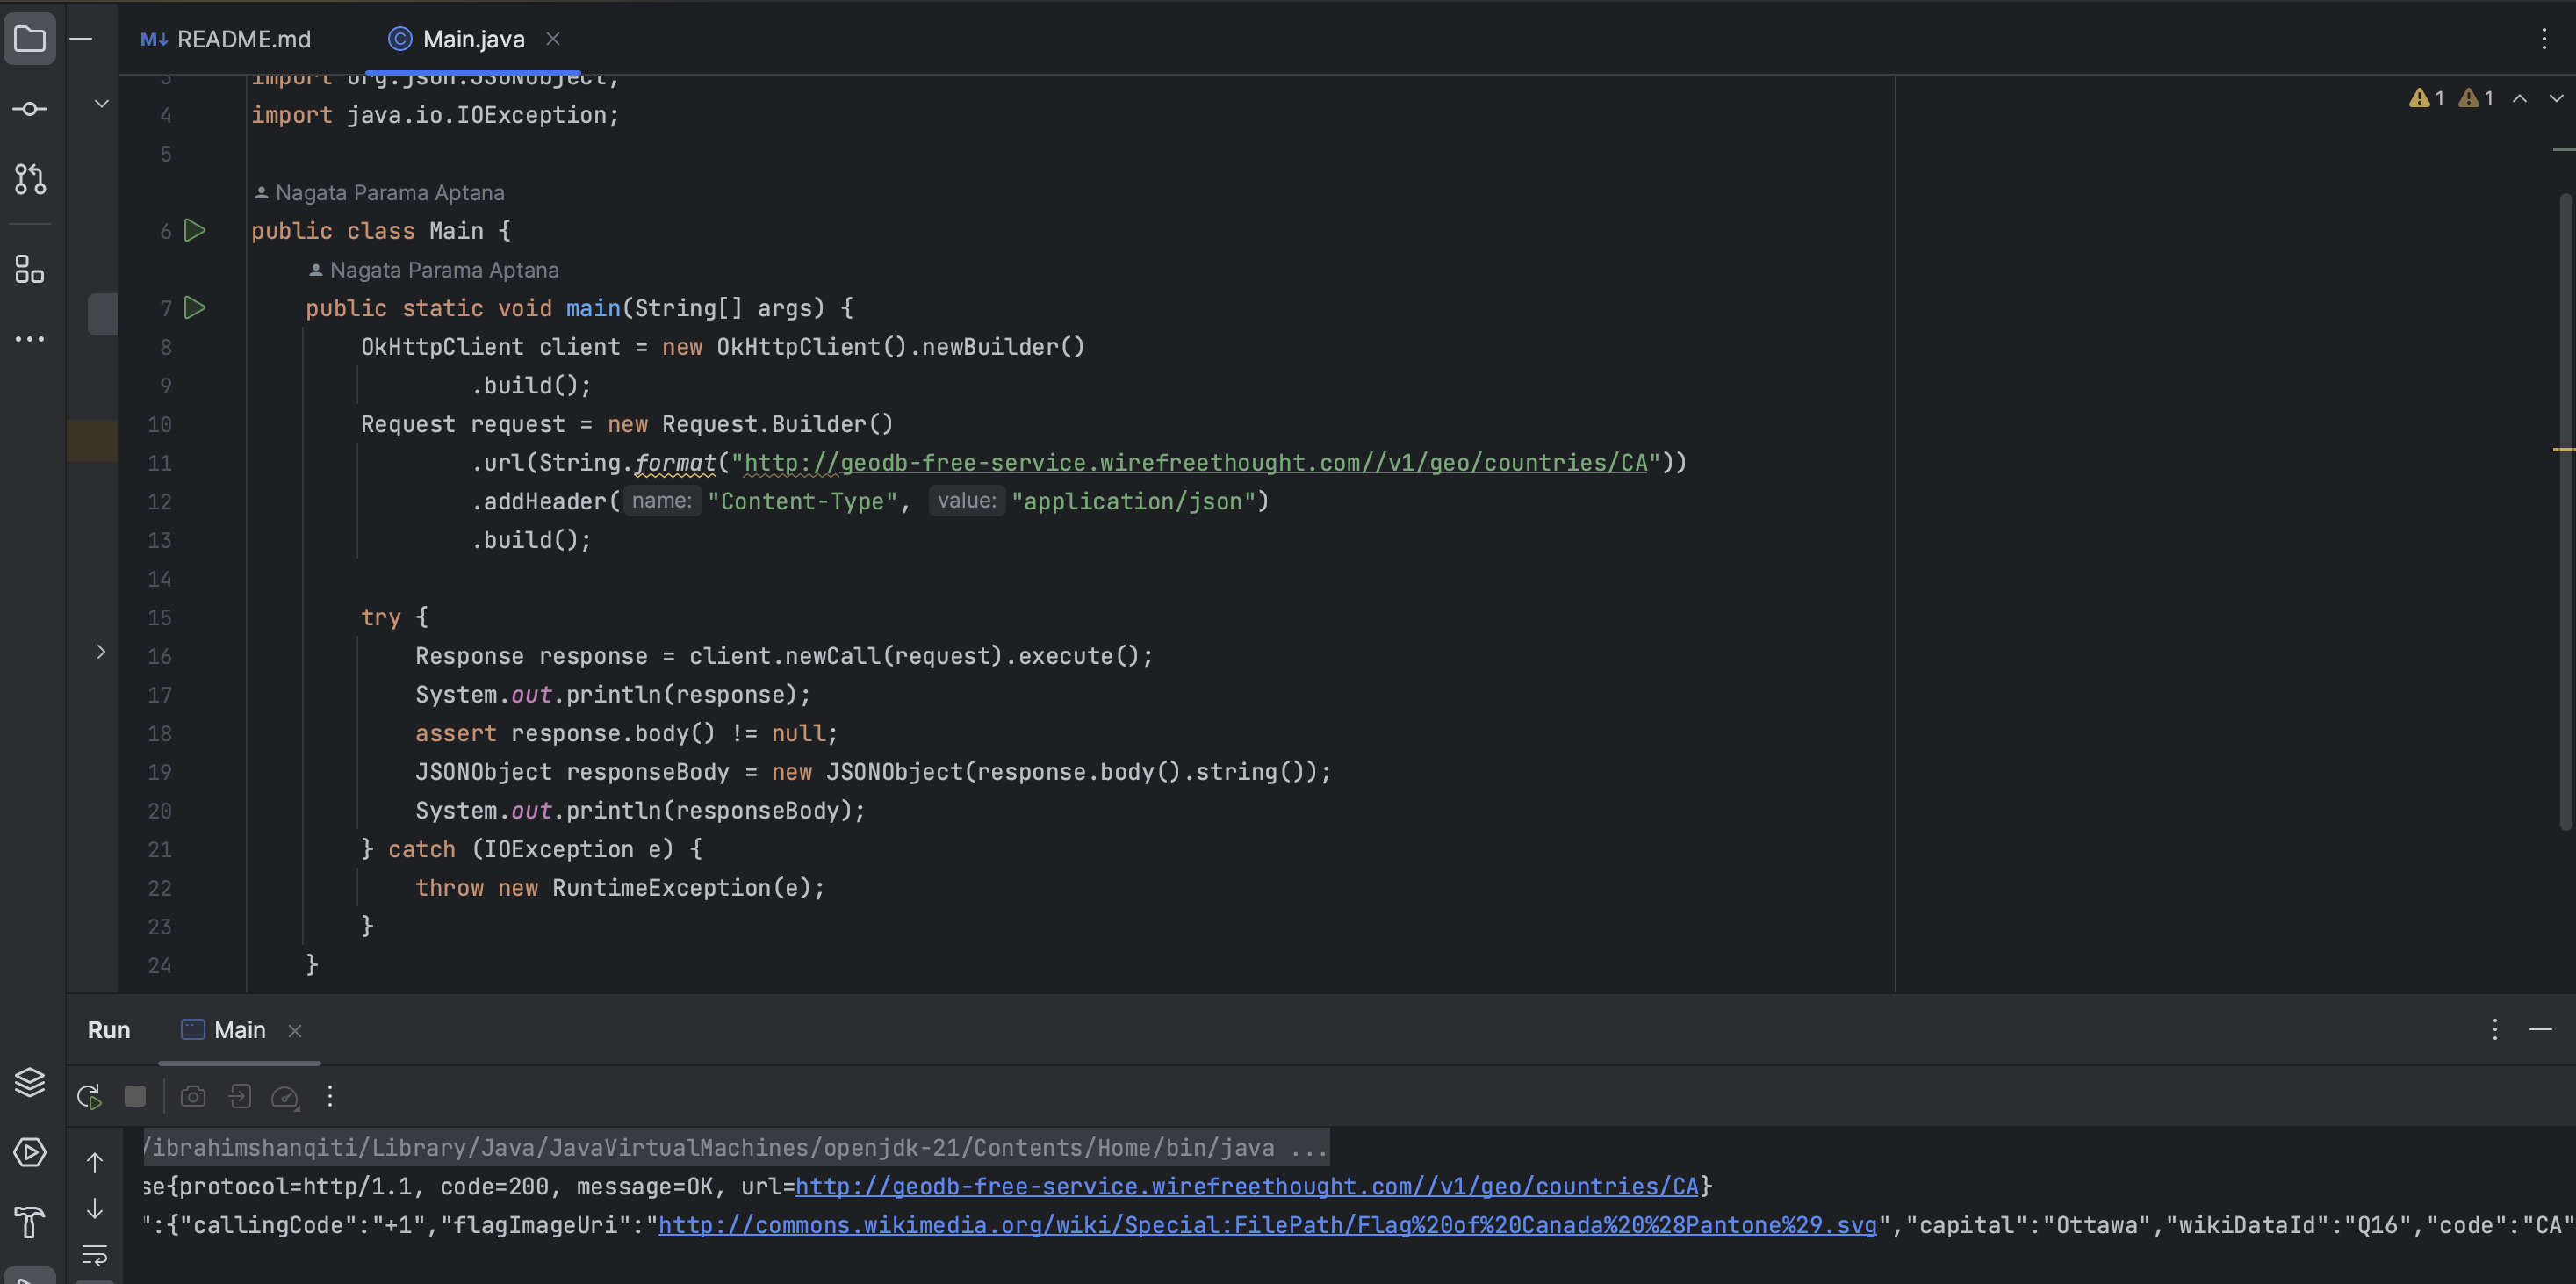 M↓ README.md
Main.java
3 import org.json.JSONObject;
4 import java.io.IOException;
1 1
5
Nagata Parama Aptana
6 public class Main {
Nagata Parama Aptana
7 public static void main(String[] args) {
8 OkHttpClient client = new OkHttpClient().newBuilder()
9 .build();
10 Request request = new Request.Builder()
11 .url(String.format("http://geodb-free-service.wirefreethought.com//v1/geo/countries/CA"))
12 .addHeader( name: "Content-Type", value: "application/json")
13 .build();
14
15 try {
16 Response response = client.newCall(request).execute();
17 System.out.println(response);
18 assert response.body() != null;
19 JSONObject responseBody = new JSONObject(response.body().string());
20 System.out.println(responseBody);
21 } catch (IOException e) {
22 throw new RuntimeException(e);
23 }
24 }
Run Main
/ibrahimshanqiti/Library/Java/JavaVirtualMachines/openjdk-21/Contents/Home/bin/java ...
se{protocol=http/1.1, code=200, message=OK, url=http://geodb-free-service.wirefreethought.com//v1/geo/countries/CA}
":{"callingCode":"+1","flagImageUri":"http://commons.wikimedia.org/wiki/Special:FilePath/Flag%20of%20Canada%20%28Pantone%29.svg","capital":"Ottawa","wikiDataId":"Q16","code":"CA"